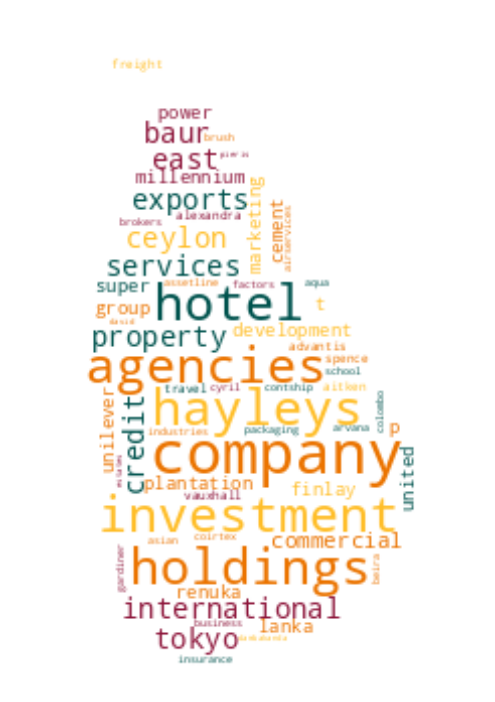 freight
power
baur brush
east pieris
millennium
exports
marketing
cement
airservices
brokers alexandra
ceylon
services
super assetline factors aqua
group hotel t
david
property development
agencies advantis
spence
school
travel cyril contship aitken
unilever
credit
hayleys
colombo
industries packaging arvana p
company
united
estates
plantation
vauxhall finlay
investment
asian coirtex commercial
gardiner
holdings
beira
renuka
international
business lanka
tokyo
insurance